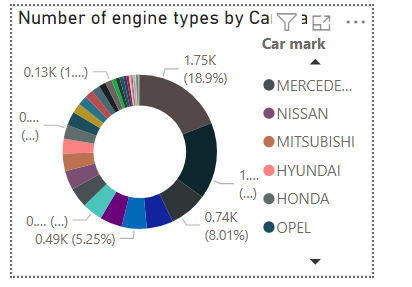 Number of engine types by Ca
Car mark
1.75K
(18.9%)
0.13K (1....)
MERCEDE...
NISSAN
MITSUBISHI
HYUNDAI
HONDA
OPEL
0....
(...)
1....
(...)
0.... (...)
0.74K
(8.01%)
0.49K (5.25%)